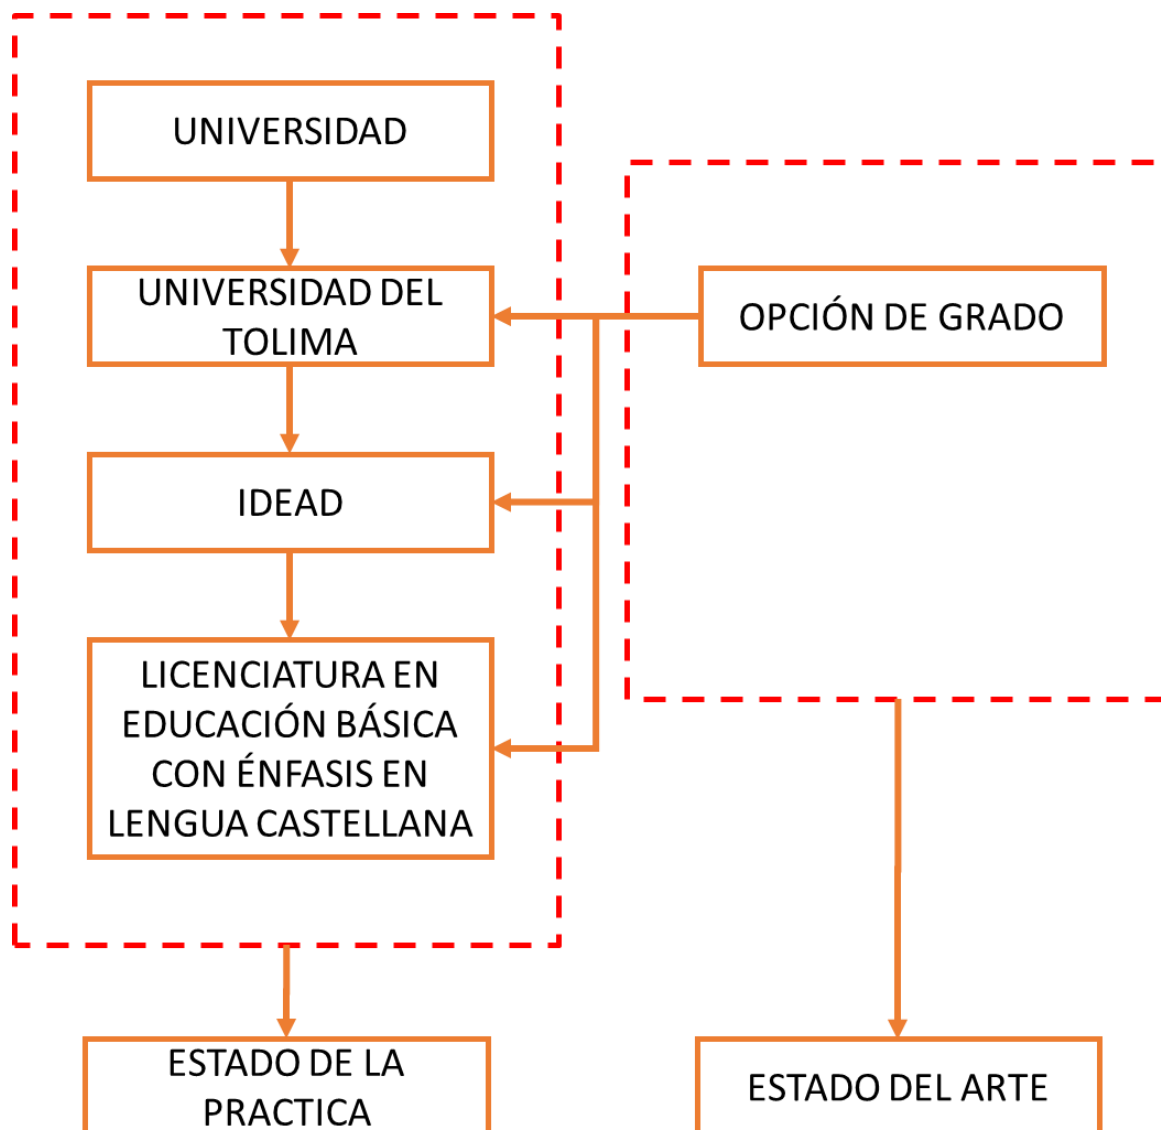 UNIVERSIDAD
UNIVERSIDAD DEL
TOLIMA
OPCIÓN DE GRADO
IDEAD
LICENCIATURA EN
EDUCACIÓN BÁSICA
CON ÉNFASIS EN
LENGUA CASTELLANA
ESTADO DE LA
PRACTICA
ESTADO DEL ARTE